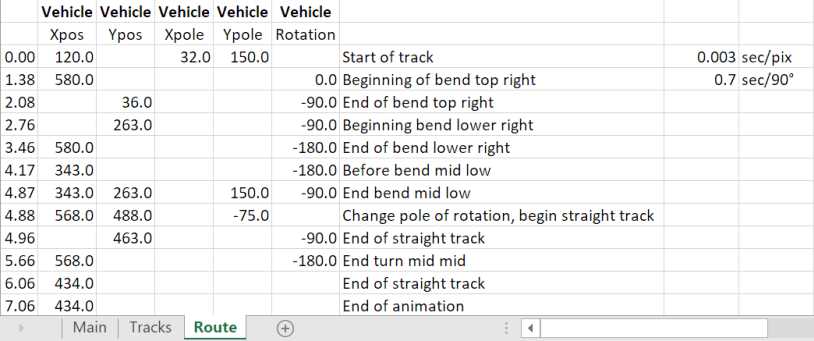 Vehicle Vehicle Vehicle Vehicle Vehicle
Xpos Ypos Xpole Ypole Rotation
0.00 120.0 32.0 150.0 Start of track 0.003 sec/pix
1.38 580.0 0.0 Beginning of bend top right 0.7 sec/90°
2.08 36.0 -90.0 End of bend top right
2.76 263.0 -90.0 Beginning bend lower right
3.46 580.0 -180.0 End of bend lower right
4.17 343.0 -180.0 Before bend mid low
4.87 343.0 263.0 150.0 -90.0 End bend mid low
4.88 568.0 488.0 -75.0 Change pole of rotation, begin straight track
4.96 463.0 -90.0 End of straight track
5.66 568.0 -180.0 End turn mid mid
6.06 434.0 End of straight track
7.06 434.0 End of animation
Main Tracks Route